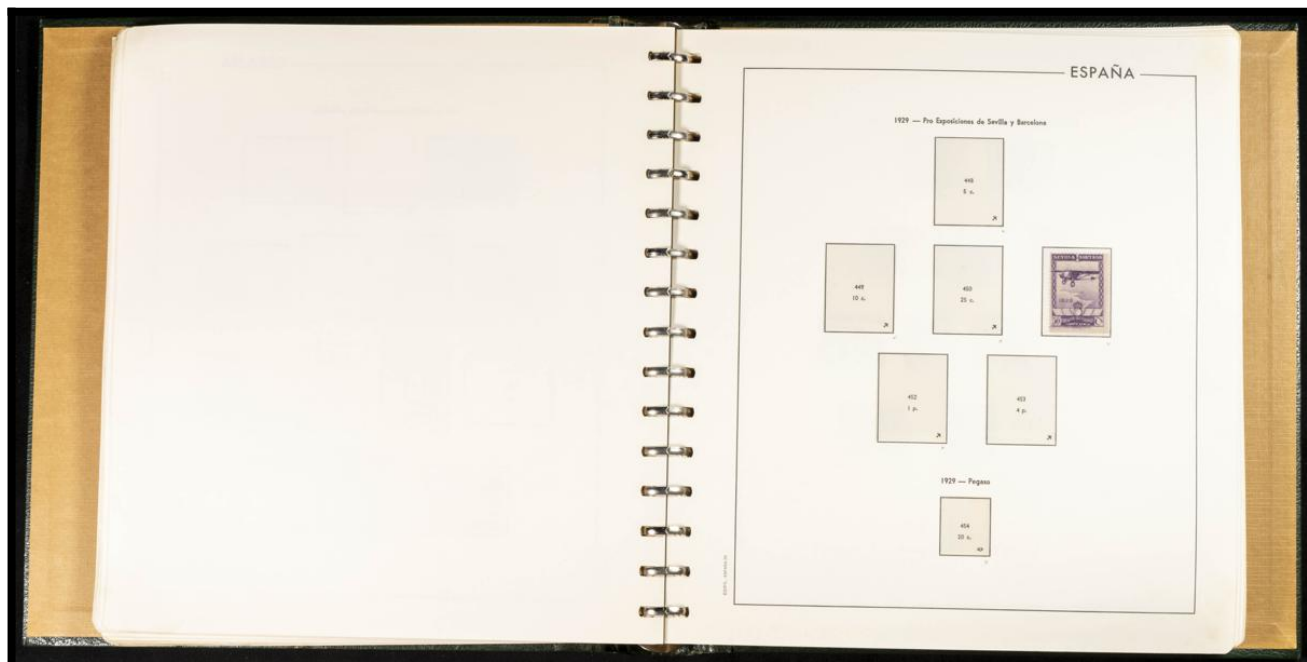 ESPAÑA
1929 — Pro Exposiciones de Sevilla y Barcelona
448
5 c.
449
10 c.
450
25 c.
452
1 p.
453
4 p.
1929 — Pegaso
454
20 c.